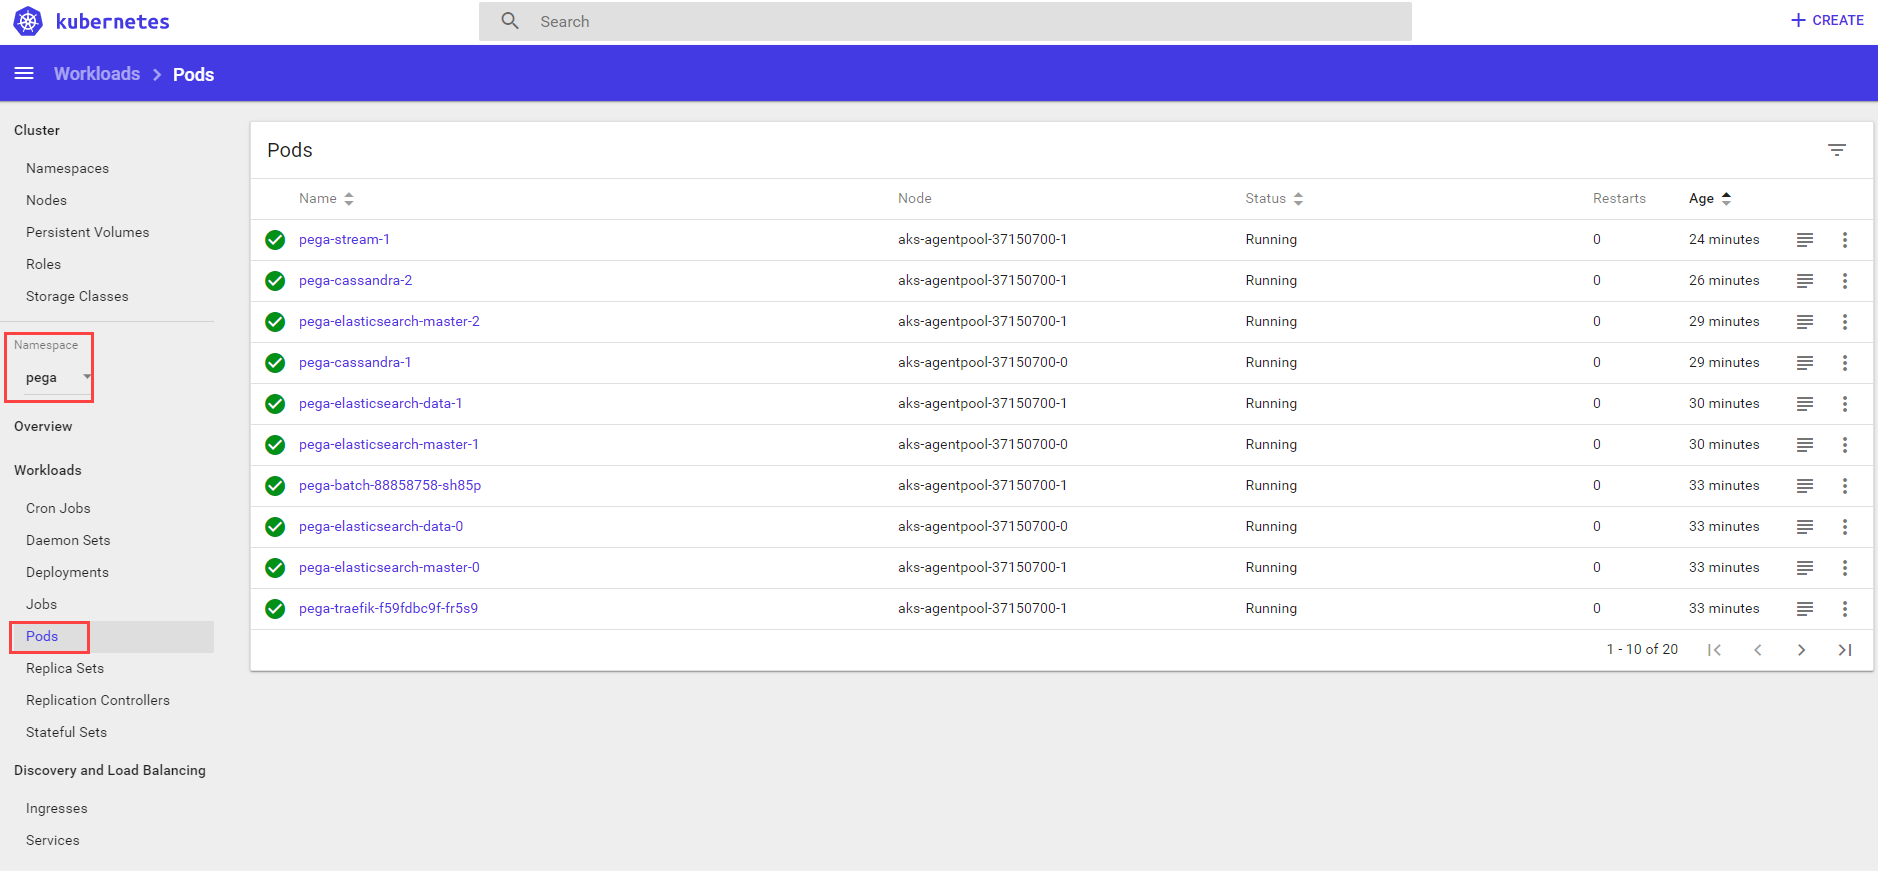 kubernetes
Search
CREATE
Workloads
Pods
Cluster
Namespaces
Nodes
Persistent Volumes
Roles
Storage Classes
Namespace
pega
Overview
Workloads
Cron Jobs
Daemon Sets
Deployments
Jobs
Pods
Replica Sets
Replication Controllers
Stateful Sets
Discovery and Load Balancing
Ingresses
Services
Pods
Name Node Status Restarts Age
pega-stream-1 aks-agentpool-37150700-1 Running 0 24 minutes
pega-cassandra-2 aks-agentpool-37150700-1 Running 0 26 minutes
pega-elasticsearch-master-2 aks-agentpool-37150700-1 Running 0 29 minutes
pega-cassandra-1 aks-agentpool-37150700-0 Running 0 29 minutes
pega-elasticsearch-data-1 aks-agentpool-37150700-1 Running 0 30 minutes
pega-elasticsearch-master-1 aks-agentpool-37150700-0 Running 0 30 minutes
pega-batch-88858758-sh85p aks-agentpool-37150700-1 Running 0 33 minutes
pega-elasticsearch-data-0 aks-agentpool-37150700-0 Running 0 33 minutes
pega-elasticsearch-master-0 aks-agentpool-37150700-1 Running 0 33 minutes
pega-traefik-f59fdbc9f-fr5s9 aks-agentpool-37150700-1 Running 0 33 minutes
1 - 10 of 20